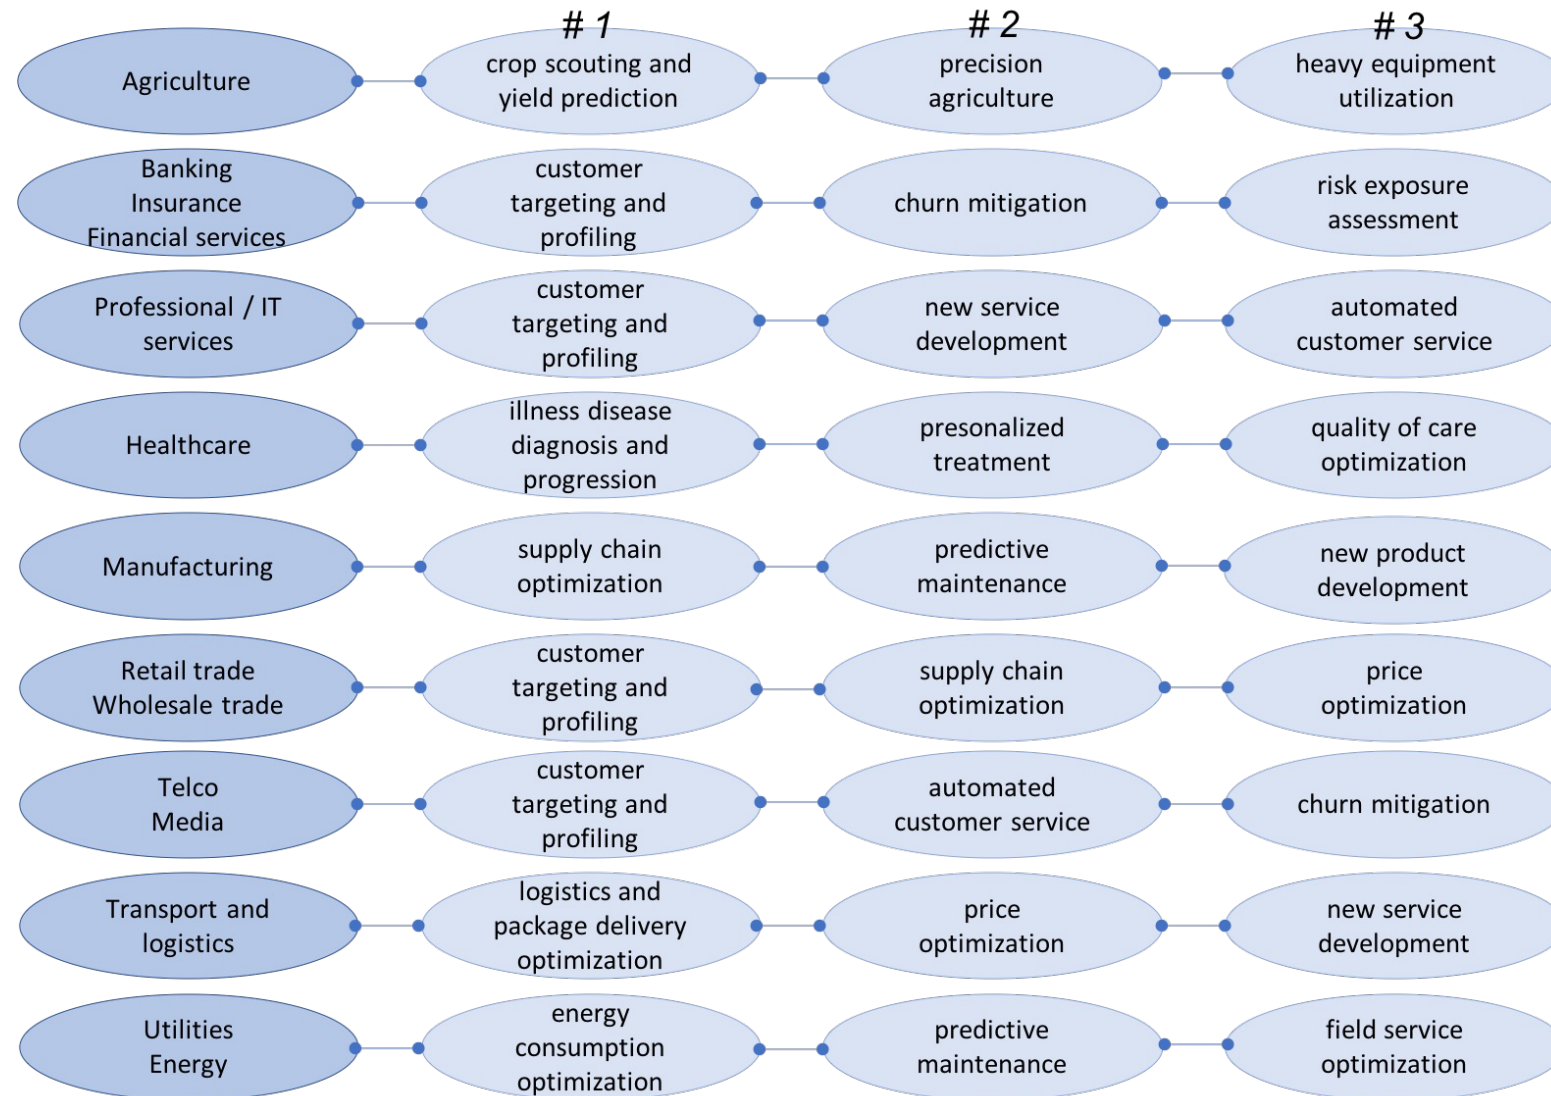 # 1
# 2
# 3
Agriculture
crop scouting and
yield prediction
precision
agriculture
heavy equipment
utilization
Banking
Insurance
Financial services
customer
targeting and
profiling
churn mitigation
risk exposure
assessment
Professional / IT
services
customer
targeting and
profiling
new service
development
automated
customer service
Healthcare
illness disease
diagnosis and
progression
presonalized
treatment
quality of care
optimization
Manufacturing
supply chain
optimization
predictive
maintenance
new product
development
Retail trade
Wholesale trade
customer
targeting and
profiling
supply chain
optimization
price
optimization
Telco
Media
customer
targeting and
profiling
automated
customer service
churn mitigation
Transport and
logistics
logistics and
package delivery
optimization
price
optimization
new service
development
Utilities
Energy
energy
consumption
optimization
predictive
maintenance
field service
optimization